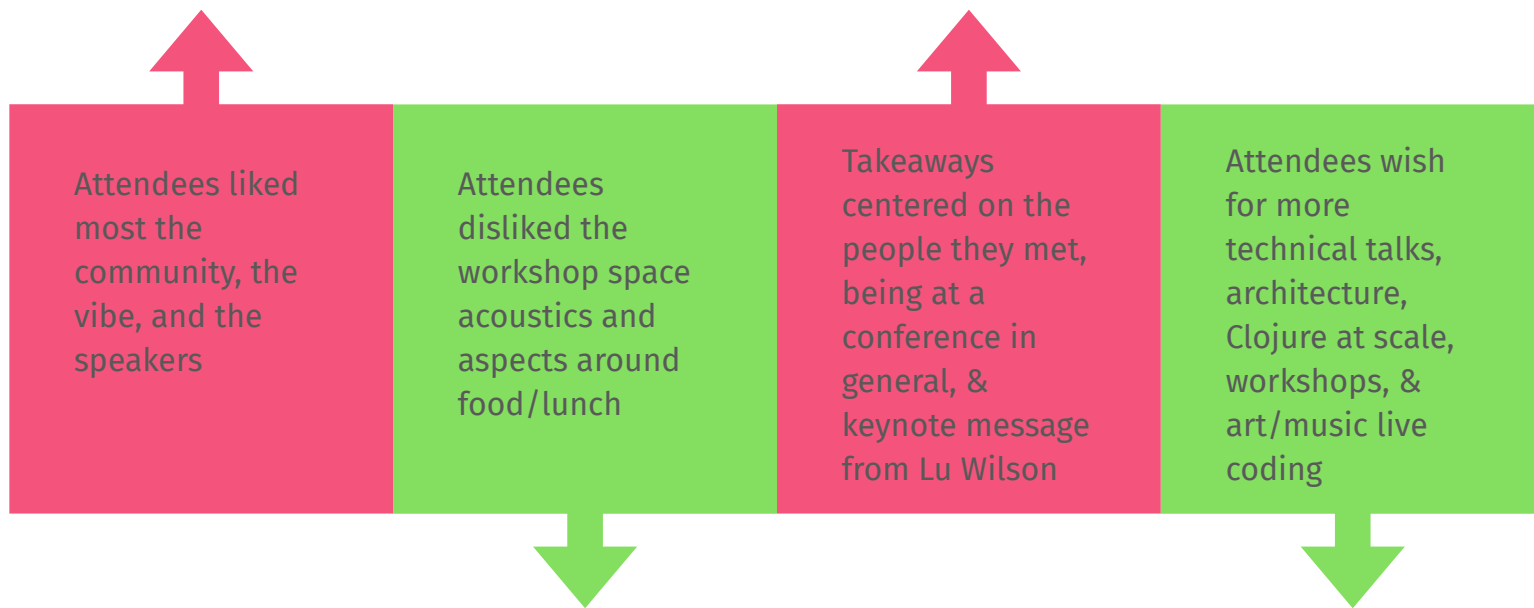 Attendees liked
most the
community, the
vibe, and the
speakers
Attendees
disliked the
workshop space
acoustics and
aspects around
food/lunch
Takeaways
centered on the
people they met,
being at a
conference in
general, &
keynote message
from Lu Wilson
Attendees wish
for more
technical talks,
architecture,
Clojure at scale,
workshops, &
art/music live
coding